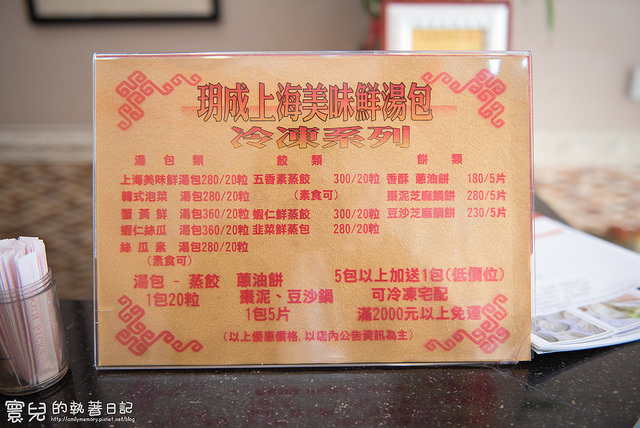 玥成上海美味鮮湯包
冷凍系列
湯包類 餃類 餅類
上海美味鮮湯包280/20粒 五香素蒸餃 300/20粒 香酥 蔥油餅 180/5片
韓式泡菜 湯包280/20粒 (素食可) 棗泥芝麻鍋餅 280/5片
蟹黃鮮 湯包360/20粒 蝦仁鮮蒸餃 300/20粒 豆沙芝麻鍋餅 230/5片
蝦仁絲瓜 湯包360/20粒 韭菜鮮蒸包 280/20粒
絲瓜素 湯包280/20粒
(素食可)
湯包 - 蒸餃 蔥油餅 5包以上加送1包(低價位)
1包20粒 棗泥、豆沙鍋 可冷凍宅配
1包5片 滿2000元以上免運
(以上優惠價格, 以店內公告資訊為主)
寰兒的執著日記
http://amilymemory.pixnet.net/blog